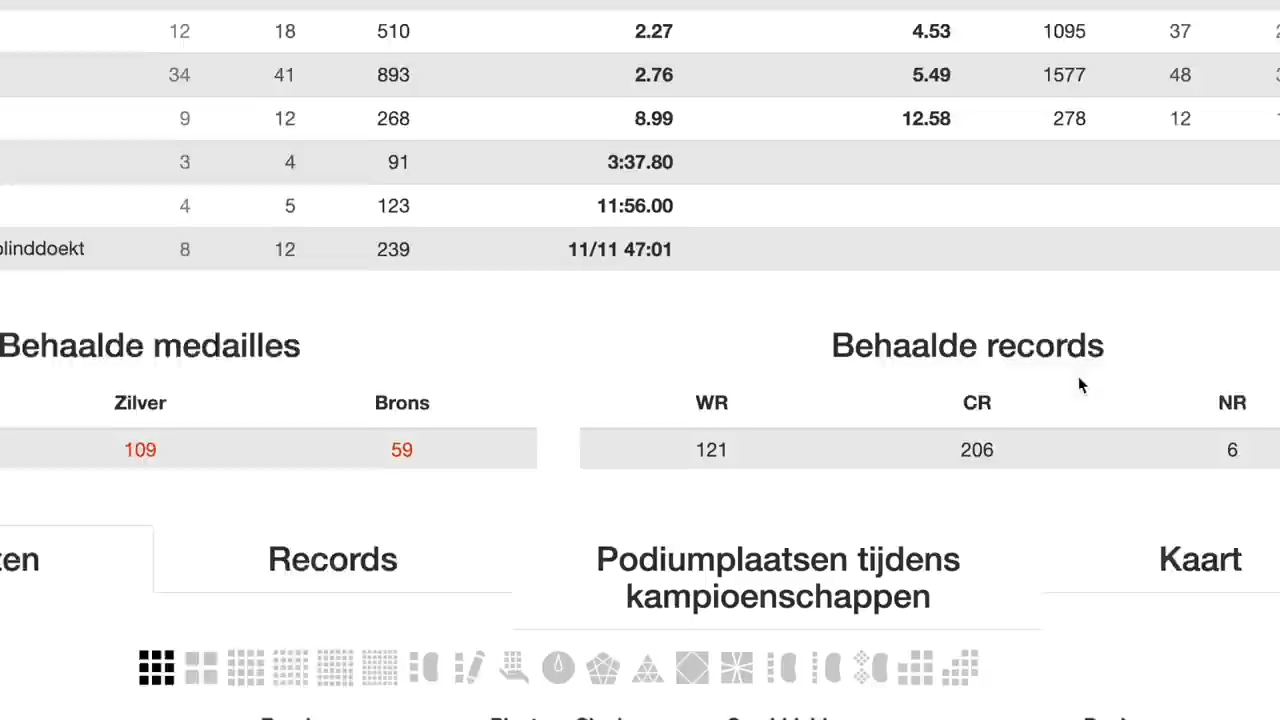 12 18 510 2.27 4.53 1095 37
34 41 893 2.76 5.49 1577 48
9 12 268 8.99 12.58 278 12
3 4 91 3:37.80
4 5 123 11:56.00
blinddoekt 8 12 239 11/11 47:01
Behaalde medailles Behaalde records
Zilver Brons WR CR NR
109 59 121 206 6
ten Records Podiumplaatsen tijdens kampioenschappen Kaart